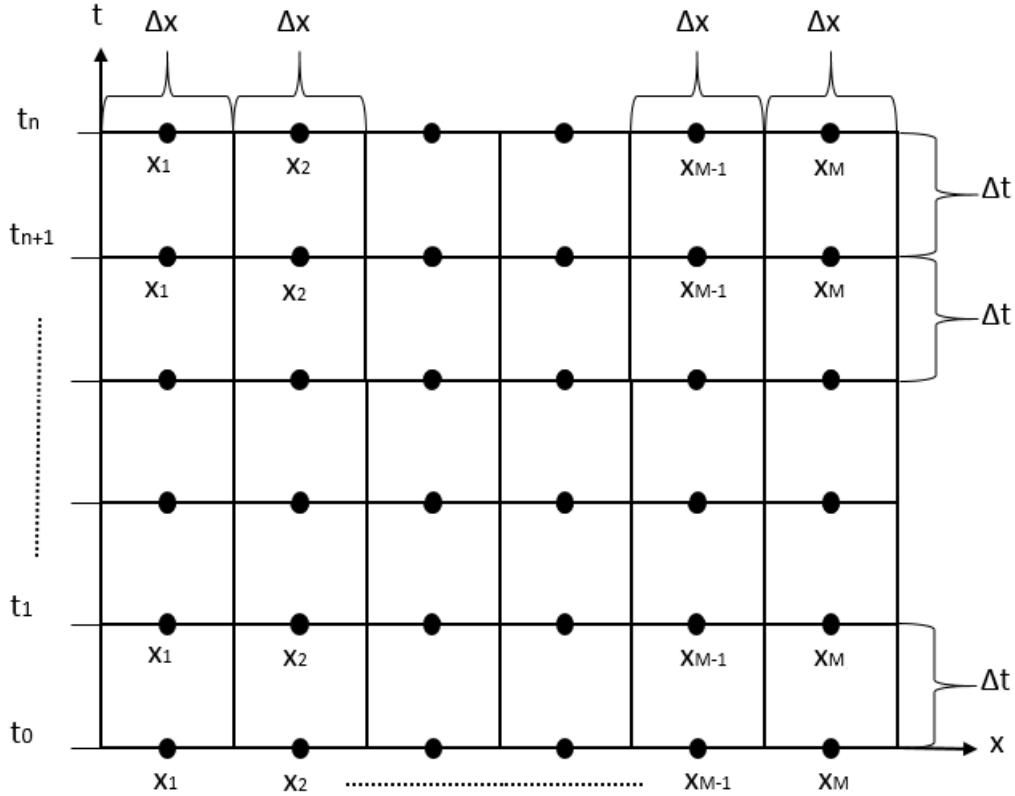 t Δx Δx Δx Δx
tn
x1 x2 xM-1 xM
Δt
tn+1
x1 x2 xM-1 xM
Δt
t1
x1 x2 xM-1 xM
Δt
t0
x
x1 x2 xM-1 xM